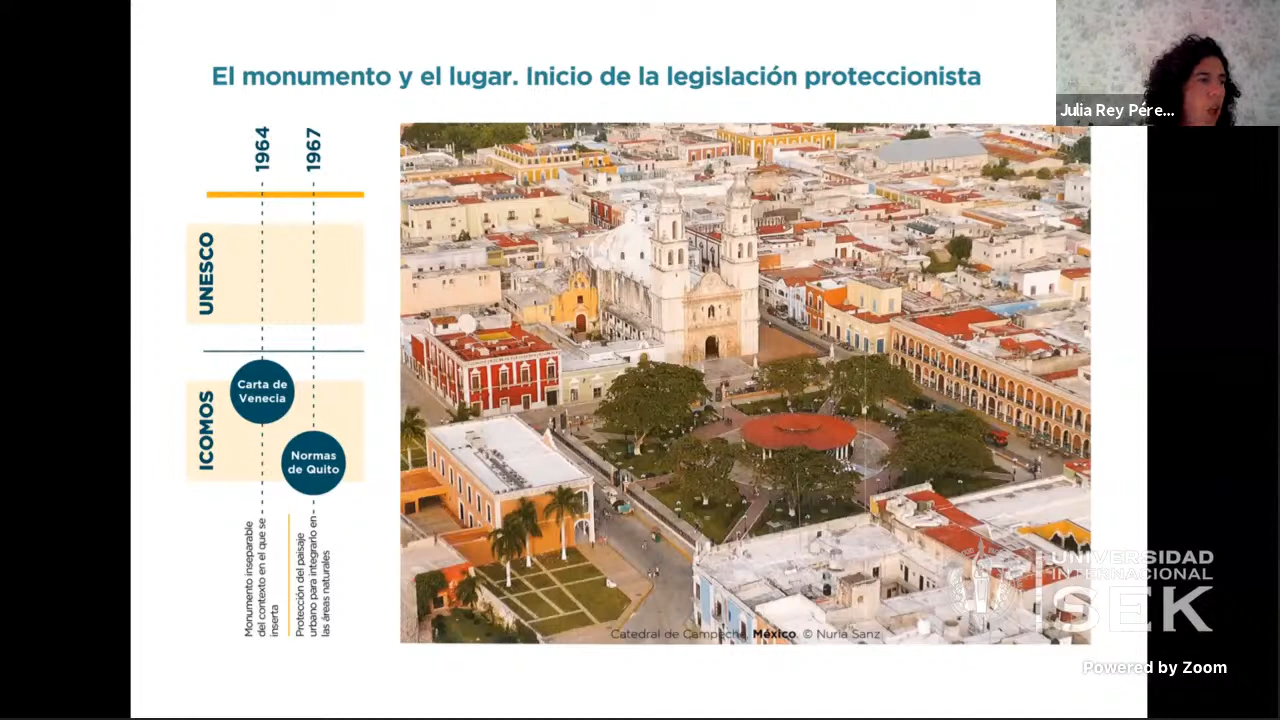 El monumento y el lugar. Inicio de la legislación proteccionista
Julia Rey Pére...
1964
1967
UNESCO
ICOMOS
Carta de
Venecia
Normas
de Quito
Monumento inseparable
del contexto en el que se
inserta
Protección del paisaje
urbano para integrarlo en
las áreas naturales
Catedral de Campeche, México. © Nuria Sanz
UNIVERSIDAD
INTERNACIONAL
SEK
Powered by Zoom